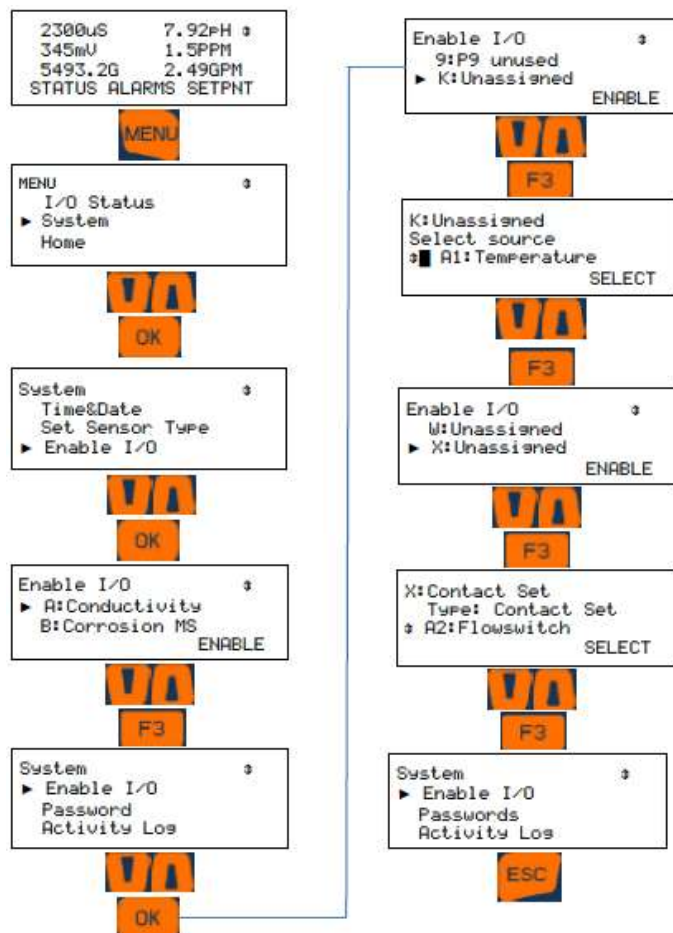 2300uS 7.92pH
345mV 1.5PPM
5493.2G 2.49GPM
STATUS ALARMS SETPNT
MENU
MENU
I/O Status
► System
Home
OK
System
Time&Date
Set Sensor Type
► Enable I/O
OK
Enable I/O
► A:Conductivity
B:Corrosion MS
ENABLE
F3
System
► Enable I/O
Password
Activity Log
OK
Enable I/O
9:P9 unused
► K:Unassigned
ENABLE
F3
K:Unassigned
Select source
A1:Temperature
SELECT
F3
Enable I/O
W:Unassigned
► X:Unassigned
ENABLE
F3
X:Contact Set
Type: Contact Set
A2:Flowswitch
SELECT
F3
System
► Enable I/O
Passwords
Activity Log
ESC